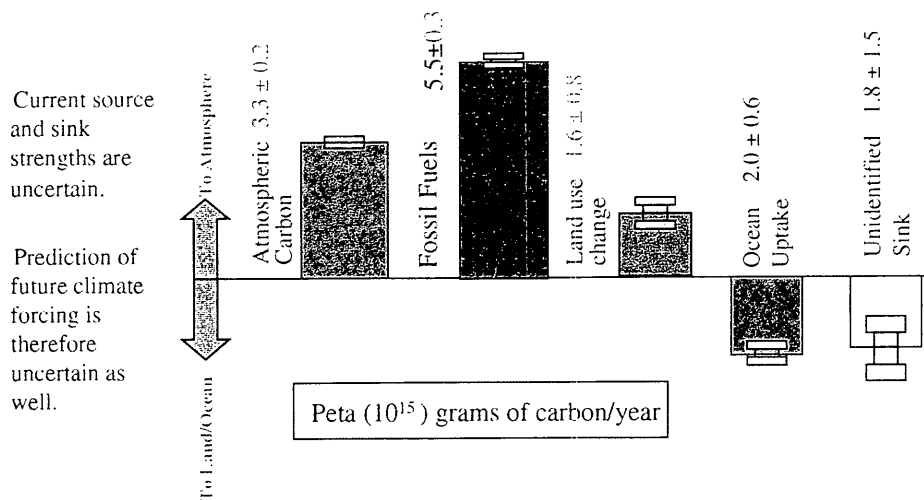 Current source
and sink
strengths are
uncertain.
Prediction of
future climate
forcing is
therefore
uncertain as
well.
To Atmosphere
To Land/Ocean
Atmospheric 3.3 ± 0.2
Carbon
Fossil Fuels 5.5±0.3
Land use 1.6 ± 0.8
change
Ocean 2.0 ± 0.6
Uptake
Unidentified 1.8 ± 1.5
Sink
Peta (10¹⁵) grams of carbon/year